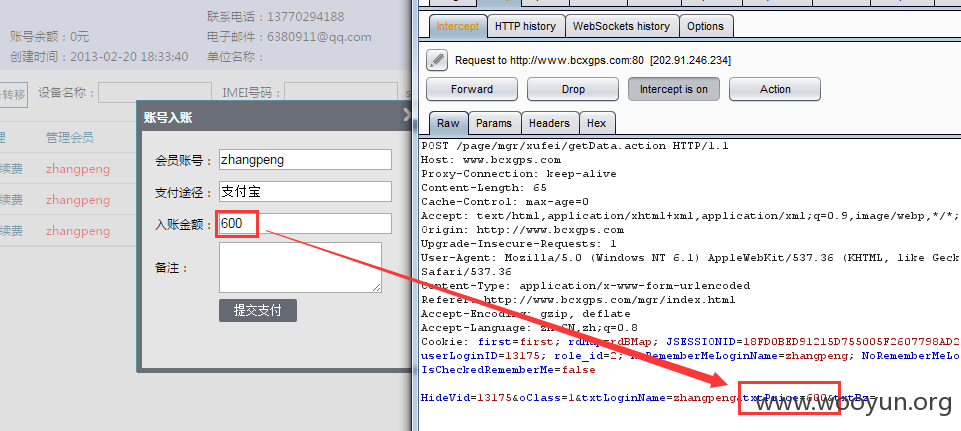 联系电话：13770294188
账号余额：0元
电子邮件：6380911@qq.com
创建时间：2013-02-20 18:33:40
单位名称：
转移
设备名称：
IMEI号码：
管理会员
续费
zhangpeng
续费
zhangpeng
续费
zhangpeng
账号入账
会员账号：
zhangpeng
支付途径：
支付宝
入账金额：
600
备注：
提交支付
Intercept
HTTP history
WebSockets history
Options
Request to http://www.bcxgps.com:80 [202.91.246.234]
Forward
Drop
Intercept is on
Action
Raw
Params
Headers
Hex
POST /page/mgr/xufei/getData.action HTTP/1.1
Host: www.bcxgps.com
Proxy-Connection: keep-alive
Content-Length: 65
Cache-Control: max-age=0
Accept: text/html,application/xhtml+xml,application/xml;q=0.9,image/webp,*/*;
Origin: http://www.bcxgps.com
Upgrade-Insecure-Requests: 1
User-Agent: Mozilla/5.0 (Windows NT 6.1) AppleWebKit/537.36 (KHTML, like Geck
Safari/537.36
Content-Type: application/x-www-form-urlencoded
Referer: http://www.bcxgps.com/mgr/index.html
Accept-Encoding: gzip, deflate
Accept-Language: zh-CN,zh;q=0.8
Cookie: first=first; rdMap=rdBMap; JSESSIONID=18FD0BED91215D755005F2607798AD2
userLoginID=13175; role_id=2; NoRememberMeLoginName=zhangpeng; NoRememberMeLo
IsCheckedRememberMe=false
HideVid=13175&oClass=1&txtLoginName=zhangpeng&txtPrice=600&txtBz=
www.wooyun.org